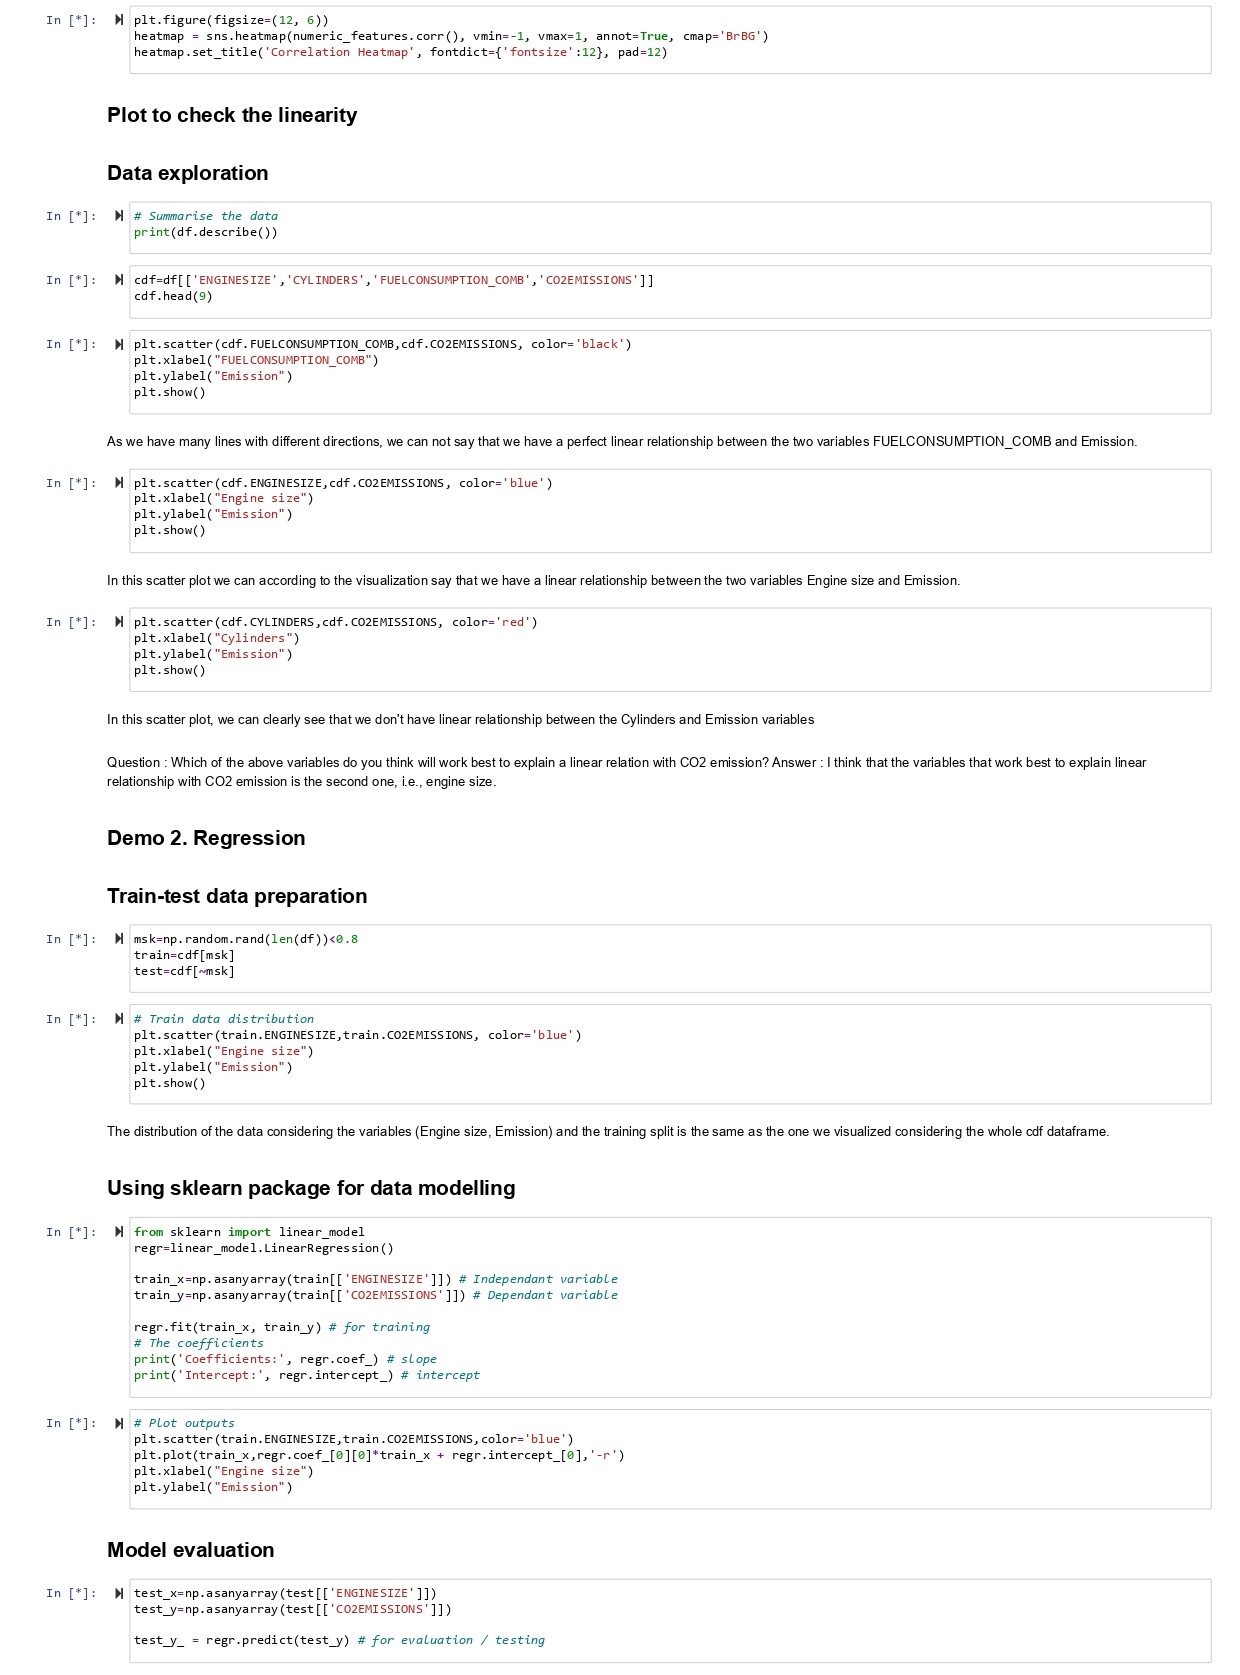 In [*]: plt.figure(figsize=(12, 6))
heatmap = sns.heatmap(numeric_features.corr(), vmin=-1, vmax=1, annot=True, cmap='BrBG')
heatmap.set_title('Correlation Heatmap', fontdict={'fontsize':12}, pad=12)
Plot to check the linearity
Data exploration
In [*]: # Summarise the data
print(df.describe())
In [*]: cdf=df[['ENGINESIZE','CYLINDERS','FUELCONSUMPTION_COMB','CO2EMISSIONS']]
cdf.head(9)
In [*]: plt.scatter(cdf.FUELCONSUMPTION_COMB,cdf.CO2EMISSIONS, color='black')
plt.xlabel("FUELCONSUMPTION_COMB")
plt.ylabel("Emission")
plt.show()
As we have many lines with different directions, we can not say that we have a perfect linear relationship between the two variables FUELCONSUMPTION_COMB and Emission.
In [*]: plt.scatter(cdf.ENGINESIZE,cdf.CO2EMISSIONS, color='blue')
plt.xlabel("Engine size")
plt.ylabel("Emission")
plt.show()
In this scatter plot we can according to the visualization say that we have a linear relationship between the two variables Engine size and Emission.
In [*]: plt.scatter(cdf.CYLINDERS,cdf.CO2EMISSIONS, color='red')
plt.xlabel("Cylinders")
plt.ylabel("Emission")
plt.show()
In this scatter plot, we can clearly see that we don't have linear relationship between the Cylinders and Emission variables
Question : Which of the above variables do you think will work best to explain a linear relation with CO2 emission? Answer : I think that the variables that work best to explain linear
relationship with CO2 emission is the second one, i.e., engine size.
Demo 2. Regression
Train-test data preparation
In [*]: msk=np.random.rand(len(df))<0.8
train=cdf[msk]
test=cdf[~msk]
In [*]: # Train data distribution
plt.scatter(train.ENGINESIZE,train.CO2EMISSIONS, color='blue')
plt.xlabel("Engine size")
plt.ylabel("Emission")
plt.show()
The distribution of the data considering the variables (Engine size, Emission) and the training split is the same as the one we visualized considering the whole cdf dataframe.
Using sklearn package for data modelling
In [*]: from sklearn import linear_model
regr=linear_model.LinearRegression()
train_x=np.asanyarray(train[['ENGINESIZE']]) # Independant variable
train_y=np.asanyarray(train[['CO2EMISSIONS']]) # Dependant variable
regr.fit(train_x, train_y) # for training
# The coefficients
print('Coefficients:', regr.coef_) # slope
print('Intercept:', regr.intercept_) # intercept
In [*]: # Plot outputs
plt.scatter(train.ENGINESIZE,train.CO2EMISSIONS,color='blue')
plt.plot(train_x,regr.coef_[0][0]*train_x + regr.intercept_[0],'-r')
plt.xlabel("Engine size")
plt.ylabel("Emission")
Model evaluation
In [*]: test_x=np.asanyarray(test[['ENGINESIZE']])
test_y=np.asanyarray(test[['CO2EMISSIONS']])
test_y_ = regr.predict(test_y) # for evaluation / testing